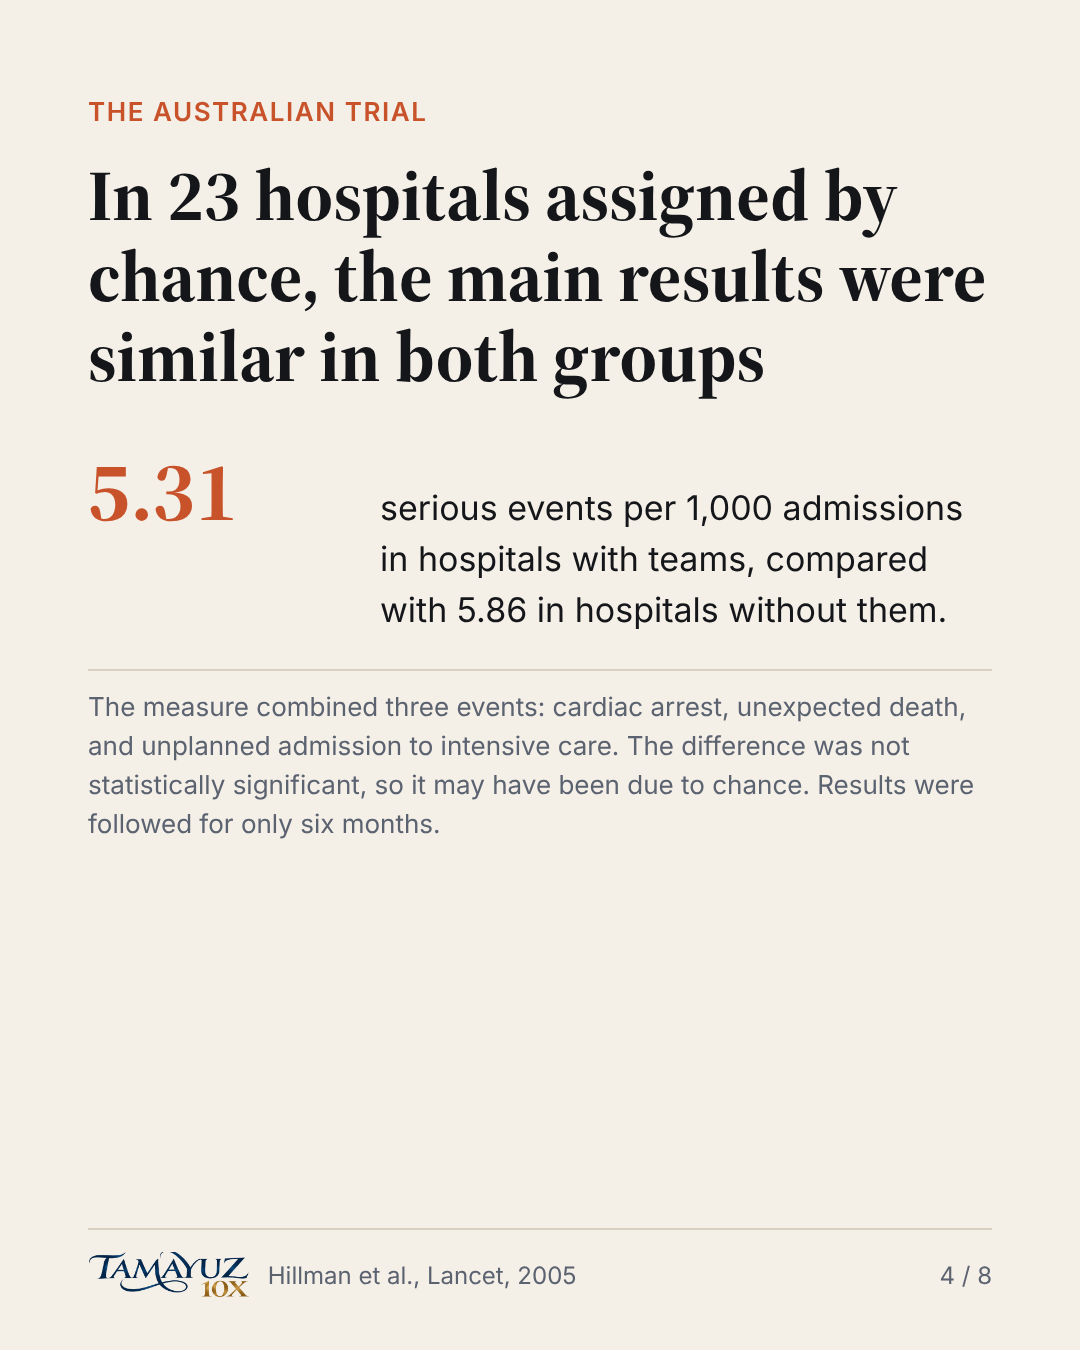 THE AUSTRALIAN TRIAL
In 23 hospitals assigned by
chance, the main results were
similar in both groups
5.31
serious events per 1,000 admissions
in hospitals with teams, compared
with 5.86 in hospitals without them.
The measure combined three events: cardiac arrest, unexpected death,
and unplanned admission to intensive care. The difference was not
statistically significant, so it may have been due to chance. Results were
followed for only six months.
TAMAYUZ
10X
Hillman et al., Lancet, 2005
4 / 8